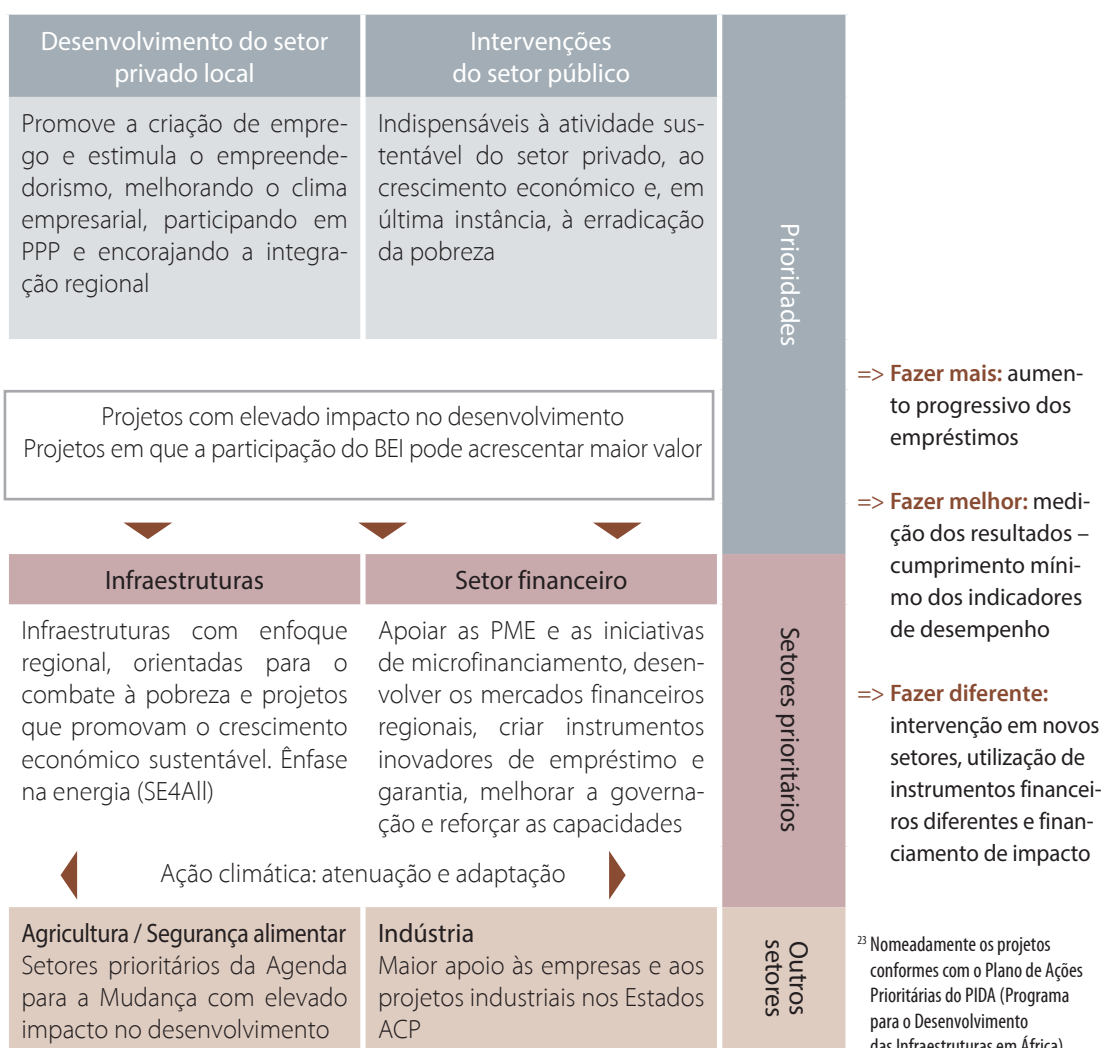 Desenvolvimento do setor
privado local
Intervenções
do setor público
Promove a criação de empre-
go e estimula o empreende-
dorismo, melhorando o clima
empresarial, participando em
PPP e encorajando a integra-
ção regional
Indispensáveis à atividade sus-
tentável do setor privado, ao
crescimento económico e, em
última instância, à erradicação
da pobreza
Prioridades
Projetos com elevado impacto no desenvolvimento
Projetos em que a participação do BEI pode acrescentar maior valor
Infraestruturas
Setor financeiro
Infraestruturas com enfoque
regional, orientadas para o
combate à pobreza e projetos
que promovam o crescimento
económico sustentável. Ênfase
na energia (SE4All)
Apoiar as PME e as iniciativas
de microfinanciamento, desen-
volver os mercados financeiros
regionais, criar instrumentos
inovadores de empréstimo e
garantia, melhorar a governa-
ção e reforçar as capacidades
Setores prioritários
Ação climática: atenuação e adaptação
Agricultura / Segurança alimentar
Setores prioritários da Agenda
para a Mudança com elevado
impacto no desenvolvimento
Indústria
Maior apoio às empresas e aos
projetos industriais nos Estados
ACP
Outros
setores
=> Fazer mais: aumen-
to progressivo dos
empréstimos
=> Fazer melhor: medi-
ção dos resultados –
cumprimento míni-
mo dos indicadores
de desempenho
=> Fazer diferente:
intervenção em novos
setores, utilização de
instrumentos financei-
ros diferentes e finan-
ciamento de impacto
23 Nomeadamente os projetos
conformes com o Plano de Ações
Prioritárias do PIDA (Programa
para o Desenvolvimento
das Infraestruturas em África)